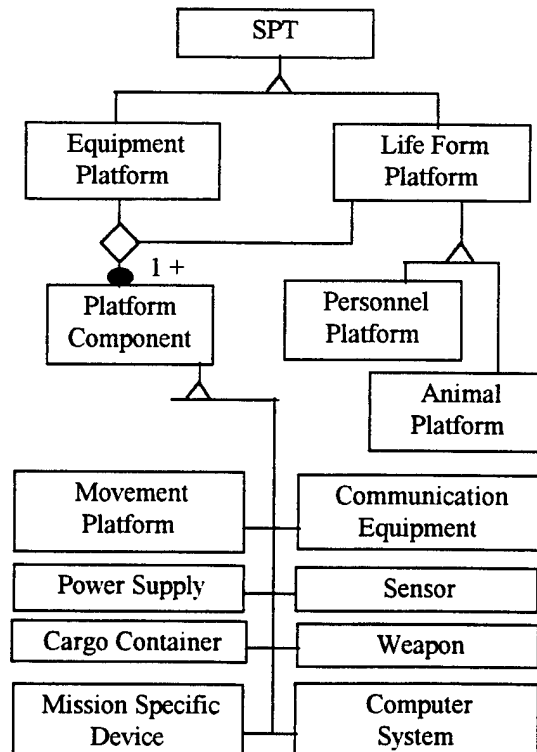 SPT
Equipment
Platform
Life Form
Platform
1 +
Platform
Component
Personnel
Platform
Animal
Platform
Movement
Platform
Communication
Equipment
Power Supply
Sensor
Cargo Container
Weapon
Mission Specific
Device
Computer
System